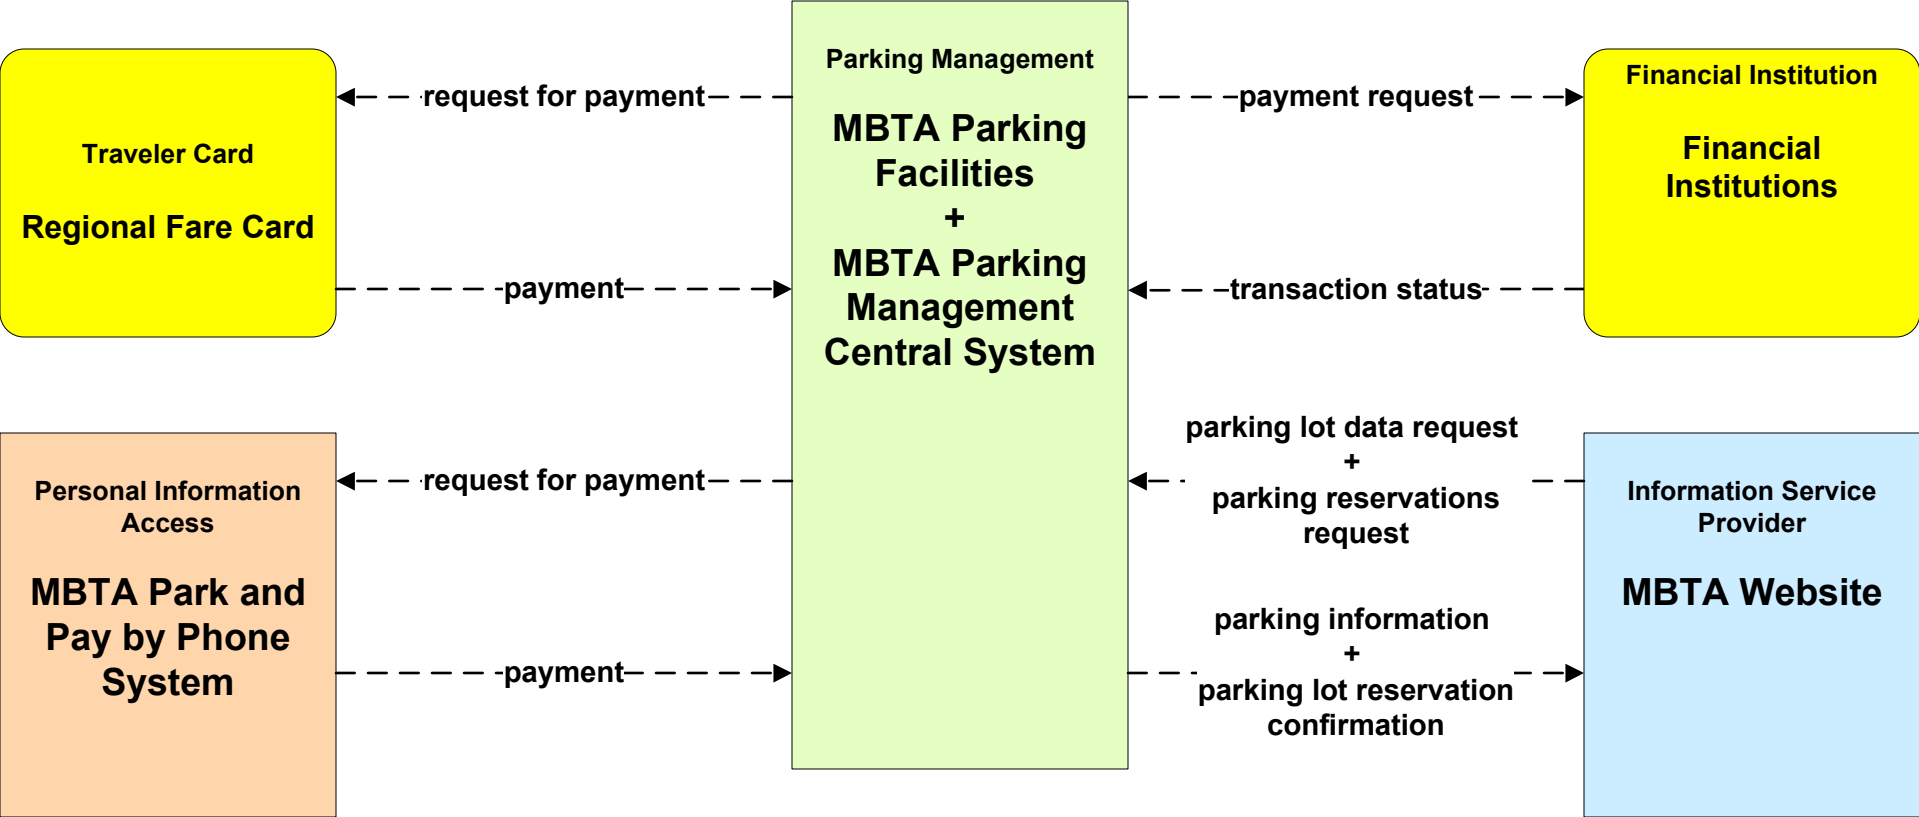 Traveler Card
Regional Fare Card
request for payment
payment
Personal Information
Access
MBTA Park and
Pay by Phone
System
request for payment
payment
Parking Management
MBTA Parking
Facilities
+
MBTA Parking
Management
Central System
payment request
transaction status
Financial Institution
Financial
Institutions
parking lot data request
+
parking reservations
request
parking information
+
parking lot reservation
confirmation
Information Service
Provider
MBTA Website